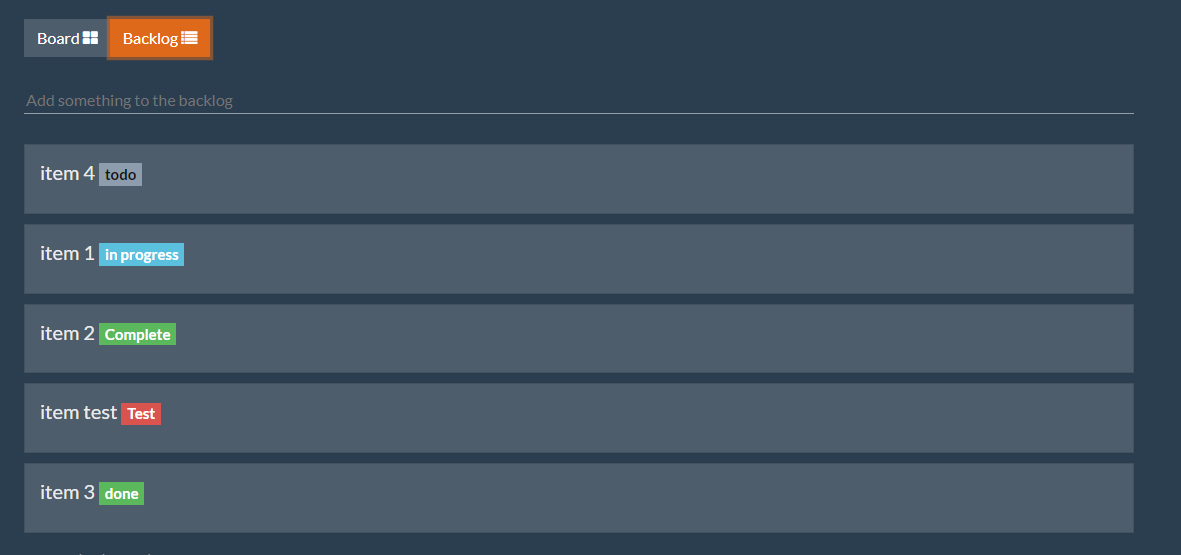 Board Backlog
Add something to the backlog
item 4 todo
item 1 in progress
item 2 Complete
item test Test
item 3 done